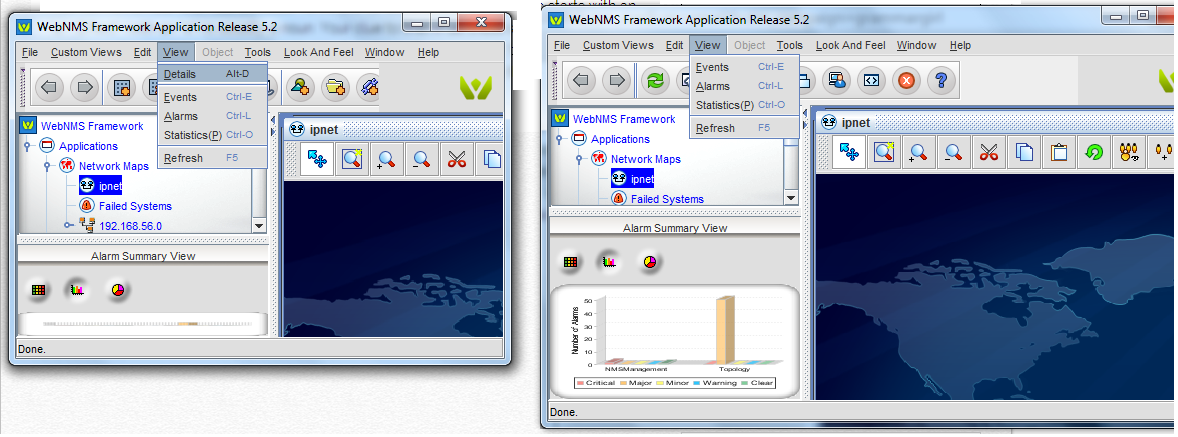 WebNMS Framework Application Release 5.2
File Custom Views Edit View Object Tools Look And Feel Window Help
Details Alt-D
Events Ctrl-E
Alarms Ctrl-L
Statistics(P) Ctrl-O
Refresh F5
WebNMS Framework
Applications
Network Maps
ipnet
Failed Systems
192.168.56.0
ipnet
Alarm Summary View
Done.
starts with an
WebNMS Framework Application Release 5.2
File Custom Views Edit View Object Tools Look And Feel Window Help
Events Ctrl-E
Alarms Ctrl-L
Statistics(P) Ctrl-O
Refresh F5
WebNMS Framework
Applications
Network Maps
ipnet
Failed Systems
ipnet
Alarm Summary View
Number of Alarms
50
40
30
20
10
0
NMSManagement Topology
Critical Major Minor Warning Clear
Done.